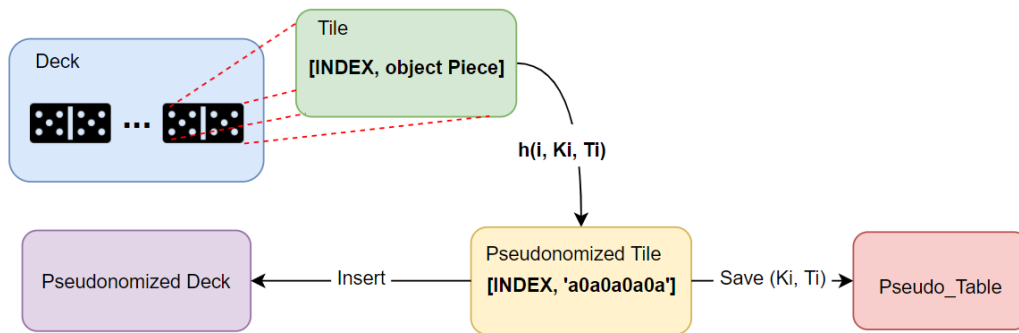 Deck
...
Tile
[INDEX, object Piece]
h(i, Ki, Ti)
Pseudonomized Deck
Insert
Pseudonomized Tile
[INDEX, 'a0a0a0a0a']
Save (Ki, Ti)
Pseudo_Table